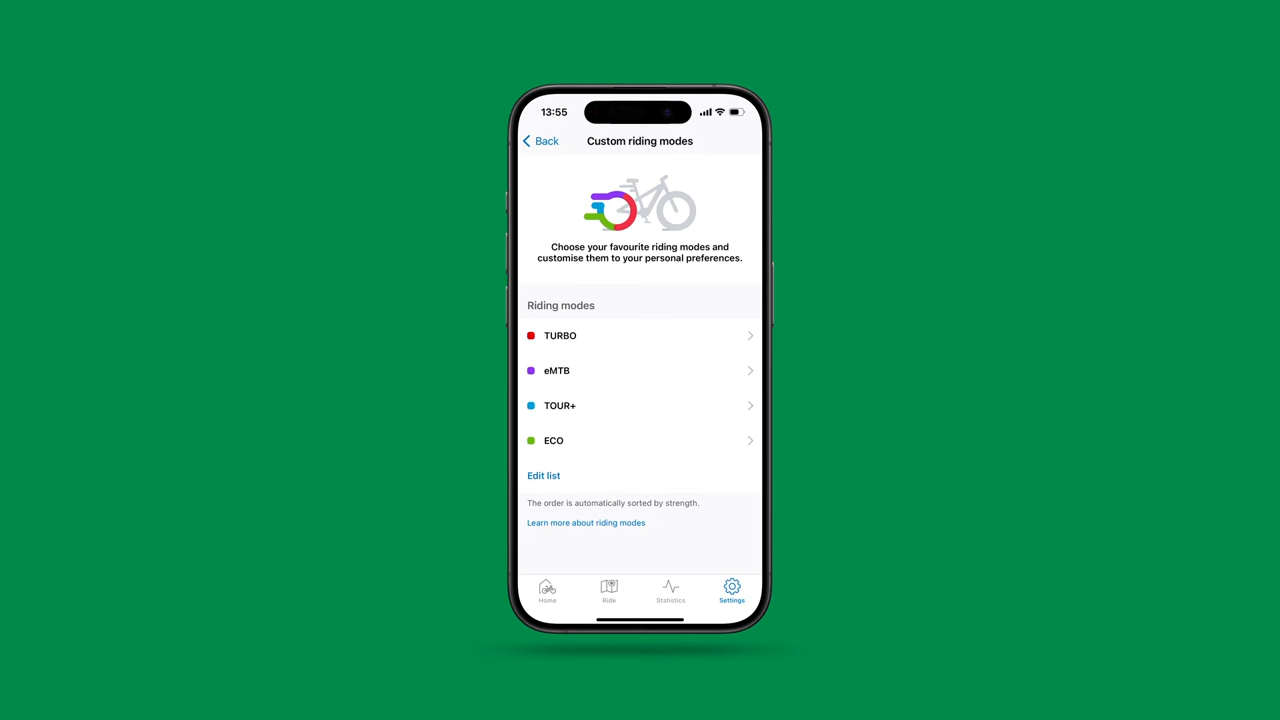 13:55
Back
Custom riding modes
Choose your favourite riding modes and
customise them to your personal preferences.
Riding modes
TURBO
eMTB
TOUR+
ECO
Edit list
The order is automatically sorted by strength.
Learn more about riding modes
Home
Ride
Statistics
Settings